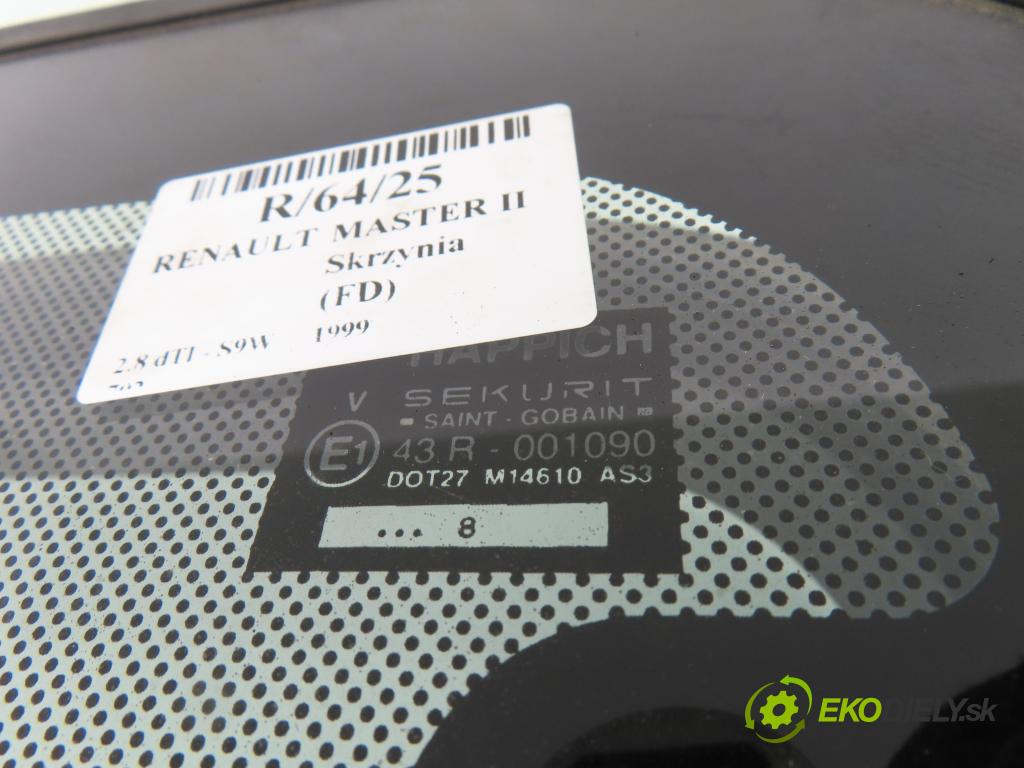 R/64/25
RENAULT MASTER II
Skrzynia
(FD)
2.8 dTI - S9W 1999
HAPPICH
V SEKURIT
SAINT - GOBAIN
E1 43 R - 001090
DOT27 M14610 AS3
... 8
EKODIELY.sk